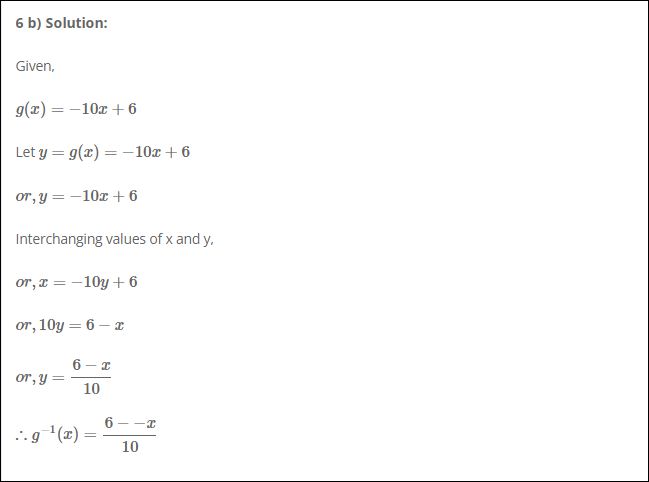 6 b) Solution:
Given,
g(x) = −10x + 6
Let y = g(x) = −10x + 6
or, y = −10x + 6
Interchanging values of x and y,
or, x = −10y + 6
or, 10y = 6 − x
or, y = \frac{6 − x}{10}
∴ g^{-1}(x) = \frac{6 − −x}{10}